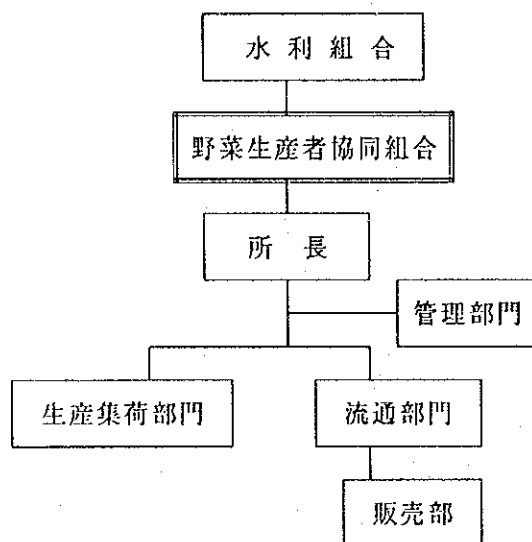 水利組合
野菜生産者協同組合
所長
管理部門
生産集荷部門
流通部門
販売部